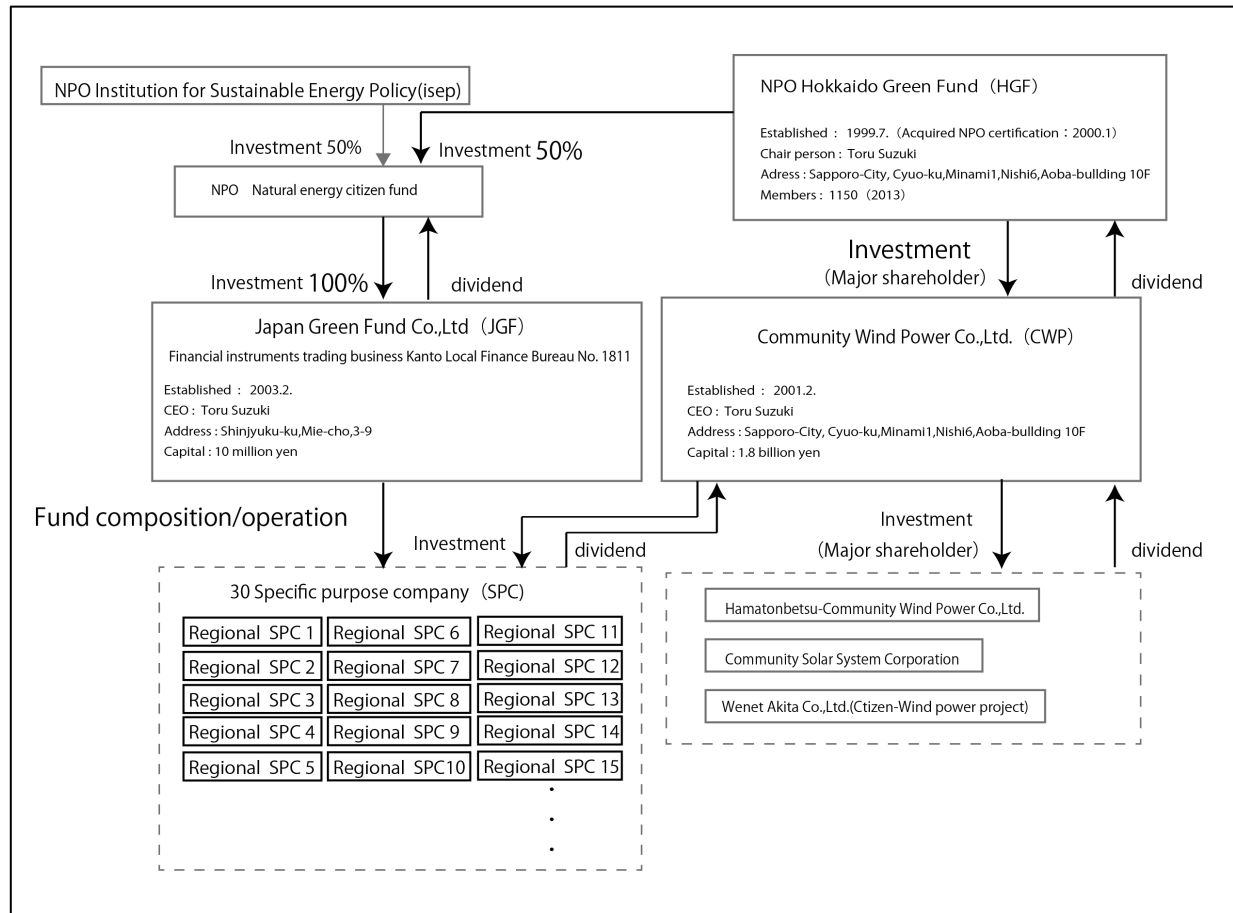 NPO Institution for Sustainable Energy Policy(isep)
Investment 50%
Investment 50%
NPO　Natural energy citizen fund
Investment 100%
dividend
NPO Hokkaido Green Fund（HGF）
Established： 1999.7.（Acquired NPO certification：2000.1）
Chair person : Toru Suzuki
Adress : Sapporo-City, Cyuo-ku,Minami1,Nishi6,Aoba-bullding 10F
Members : 1150（2013）
Investment
（Major shareholder）
dividend
Japan Green Fund Co.,Ltd（JGF）
Financial instruments trading business Kanto Local Finance Bureau No. 1811
Established： 2003.2.
CEO : Toru Suzuki
Address : Shinjyuku-ku,Mie-cho,3-9
Capital : 10 million yen
Community Wind Power Co.,Ltd.（CWP）
Established： 2001.2.
CEO : Toru Suzuki
Address : Sapporo-City, Cyuo-ku,Minami1,Nishi6,Aoba-bullding 10F
Capital : 1.8 billion yen
Fund composition/operation
Investment
dividend
Investment
（Major shareholder）
dividend
30 Specific purpose company（SPC）
Regional SPC 1
Regional SPC 2
Regional SPC 3
Regional SPC 4
Regional SPC 5
Regional SPC 6
Regional SPC 7
Regional SPC 8
Regional SPC 9
Regional SPC10
Regional SPC 11
Regional SPC 12
Regional SPC 13
Regional SPC 14
Regional SPC 15
・
・
・
Hamatonbetsu-Community Wind Power Co.,Ltd.
Community Solar System Corporation
Wenet Akita Co.,Ltd.(Ctizen-Wind power project)